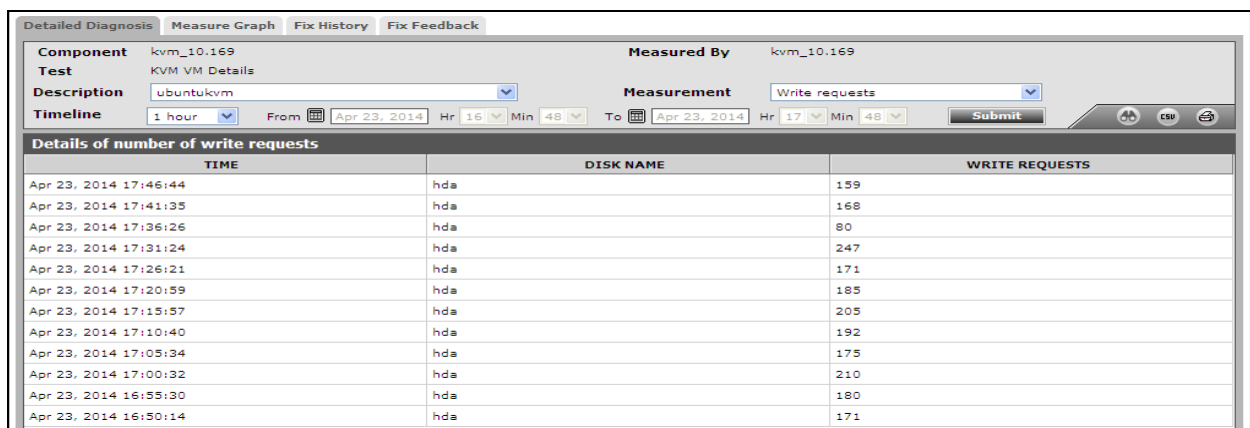 Detailed Diagnosis Measure Graph Fix History Fix Feedback
Component kvm_10.169 Measured By kvm_10.169
Test KVM VM Details
Description ubuntukvm Measurement Write requests
Timeline 1 hour From Apr 23, 2014 Hr 16 Min 48 To Apr 23, 2014 Hr 17 Min 48 Submit CSV
Details of number of write requests
TIME DISK NAME WRITE REQUESTS
Apr 23, 2014 17:46:44 hda 159
Apr 23, 2014 17:41:35 hda 168
Apr 23, 2014 17:36:26 hda 80
Apr 23, 2014 17:31:24 hda 247
Apr 23, 2014 17:26:21 hda 171
Apr 23, 2014 17:20:59 hda 185
Apr 23, 2014 17:15:57 hda 205
Apr 23, 2014 17:10:40 hda 192
Apr 23, 2014 17:05:34 hda 175
Apr 23, 2014 17:00:32 hda 210
Apr 23, 2014 16:55:30 hda 180
Apr 23, 2014 16:50:14 hda 171